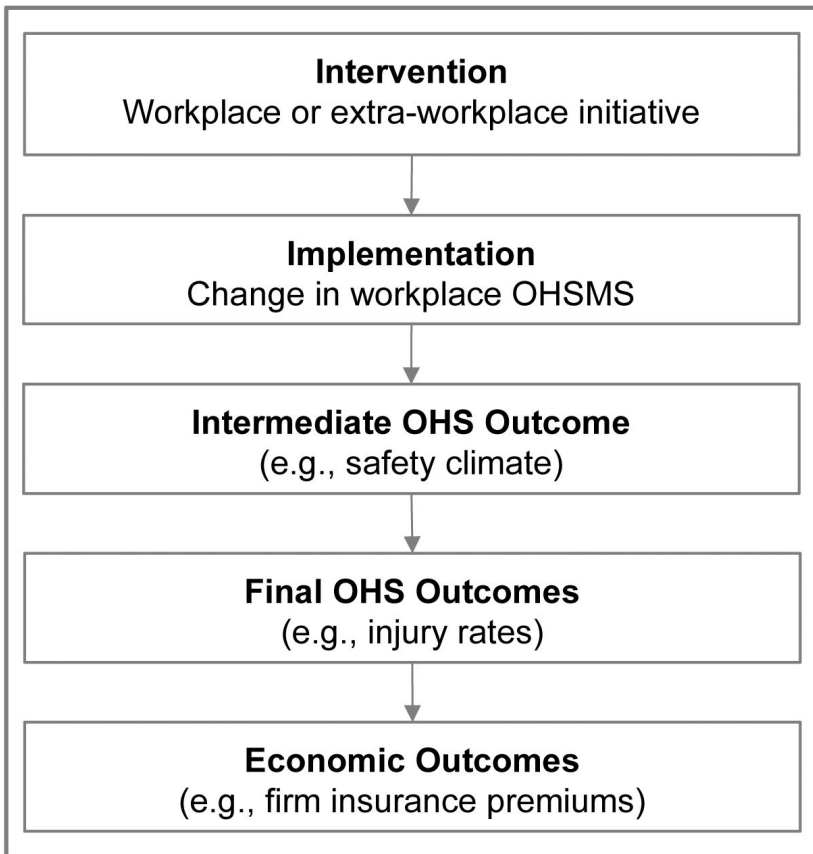 Intervention
Workplace or extra-workplace initiative
Implementation
Change in workplace OHSMS
Intermediate OHS Outcome
(e.g., safety climate)
Final OHS Outcomes
(e.g., injury rates)
Economic Outcomes
(e.g., firm insurance premiums)